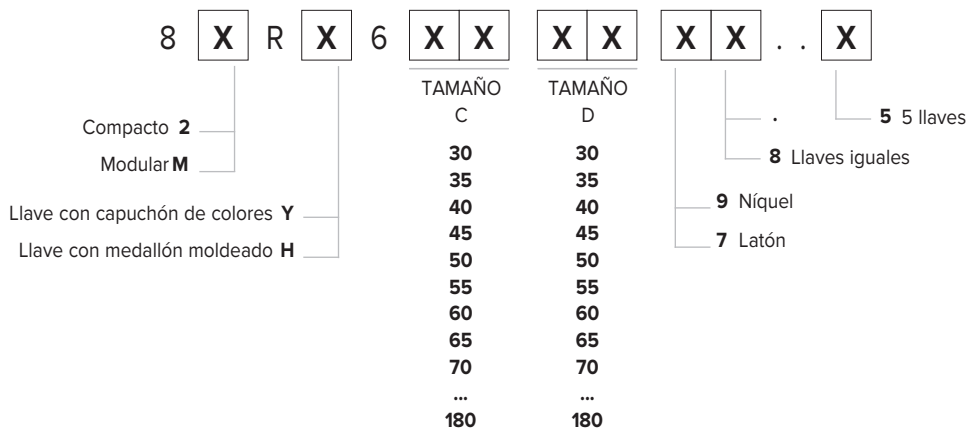 8 X R X 6 X X X X X X . . X
TAMAÑO C
TAMAÑO D
Compacto 2
Modular M
Llave con capuchón de colores Y
Llave con medallón moldeado H
30
35
40
45
50
55
60
65
70
...
180
30
35
40
45
50
55
60
65
70
...
180
.
8 Llaves iguales
9 Níquel
7 Latón
5 5 llaves